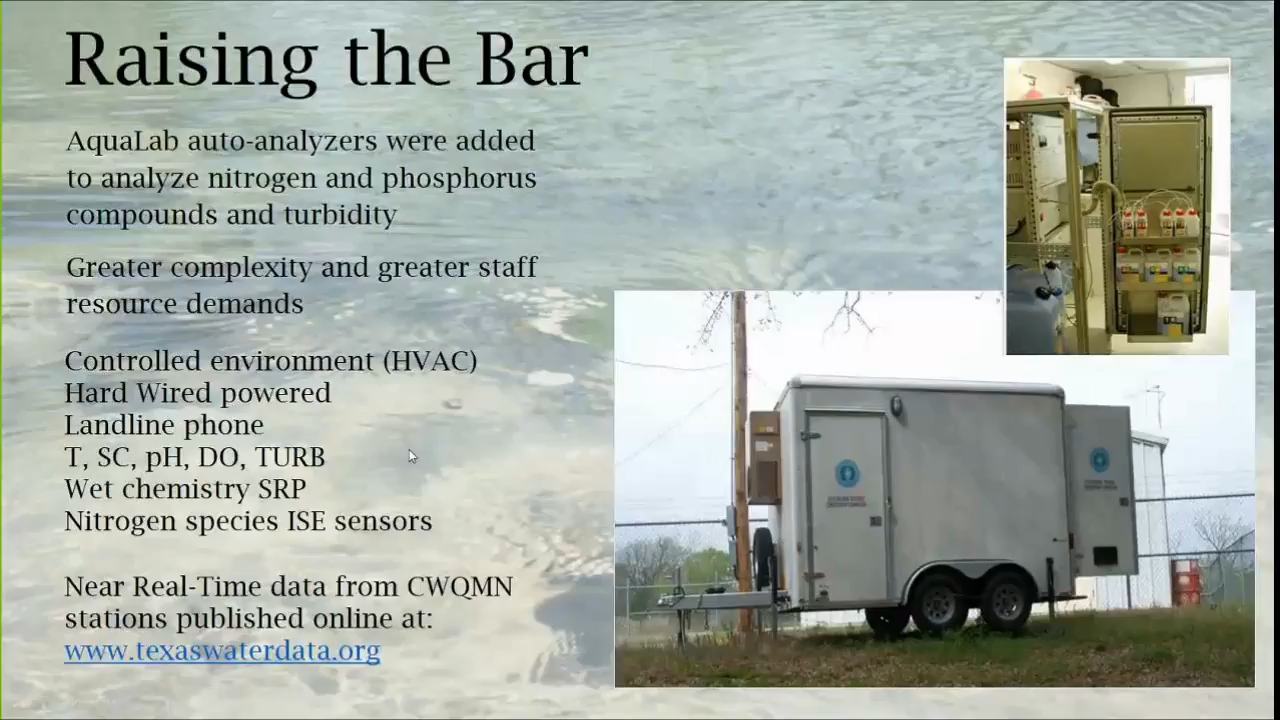 Raising the Bar
AquaLab auto-analyzers were added
to analyze nitrogen and phosphorus
compounds and turbidity
Greater complexity and greater staff
resource demands
Controlled environment (HVAC)
Hard Wired powered
Landline phone
T, SC, pH, DO, TURB
Wet chemistry SRP
Nitrogen species ISE sensors
Near Real-Time data from CWQMN
stations published online at:
www.texaswaterdata.org